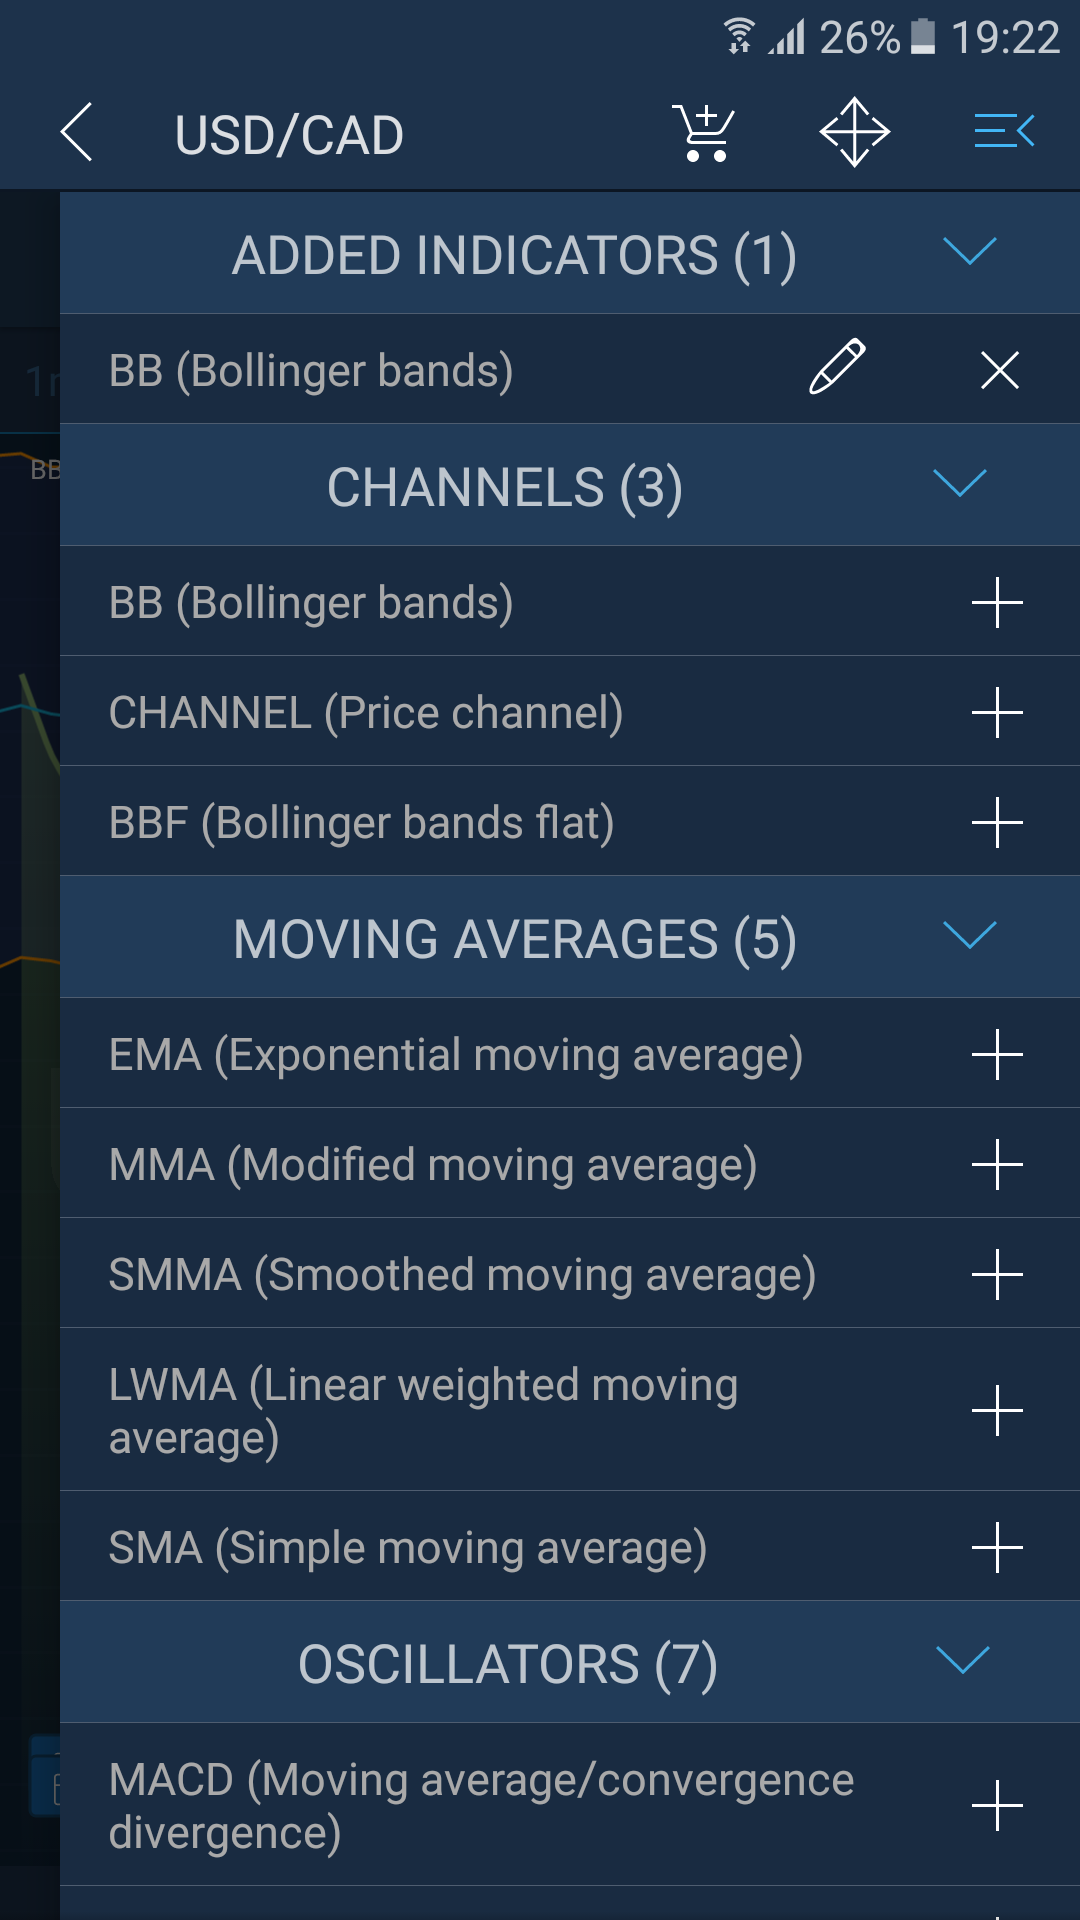 26% 19:22
USD/CAD
ADDED INDICATORS (1)
BB (Bollinger bands)
CHANNELS (3)
BB (Bollinger bands)
CHANNEL (Price channel)
BBF (Bollinger bands flat)
MOVING AVERAGES (5)
EMA (Exponential moving average)
MMA (Modified moving average)
SMMA (Smoothed moving average)
LWMA (Linear weighted moving
average)
SMA (Simple moving average)
OSCILLATORS (7)
MACD (Moving average/convergence
divergence)
BB